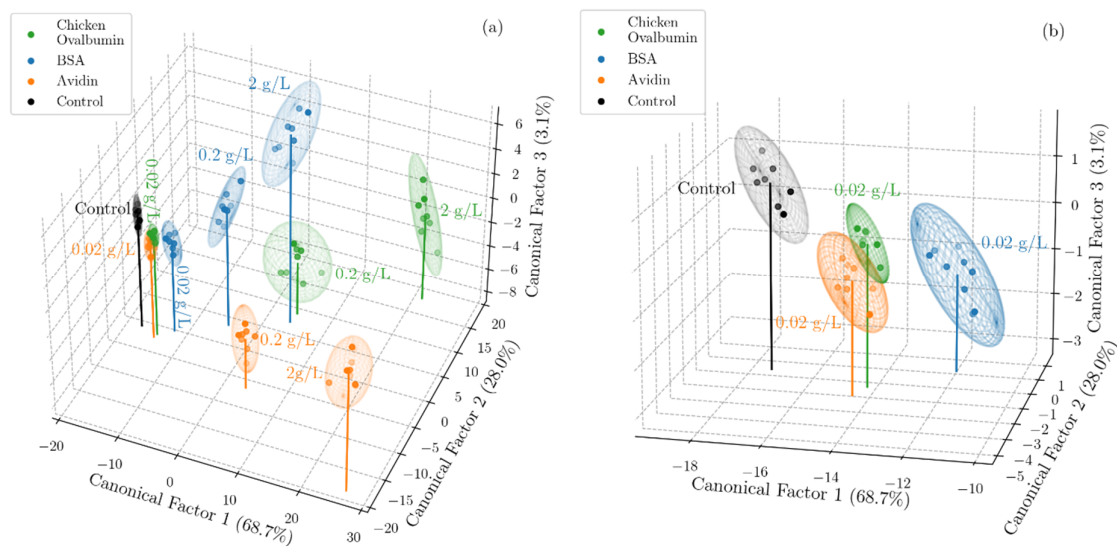 (a)
Chicken
Ovalbumin
BSA
Avidin
Control
2 g/L
0.2 g/L
0.02 g/L
Control
0.02 g/L
0.02 g/L
2 g/L
0.2 g/L
0.2 g/L
2g/L
6
4
2
0
−2
−4
−6
−8
Canonical Factor 3 (3.1%)
20
15
10
5
0
−5
−10
−15
−20
Canonical Factor 2 (28.0%)
−20
−10
0
10
20
30
Canonical Factor 1 (68.7%)
(b)
Chicken
Ovalbumin
BSA
Avidin
Control
Control
0.02 g/L
0.02 g/L
0.02 g/L
1
0
−1
−2
−3
Canonical Factor 3 (3.1%)
1
0
−1
−2
−3
−4
−5
Canonical Factor 2 (28.0%)
−18
−16
−14
−12
−10
Canonical Factor 1 (68.7%)